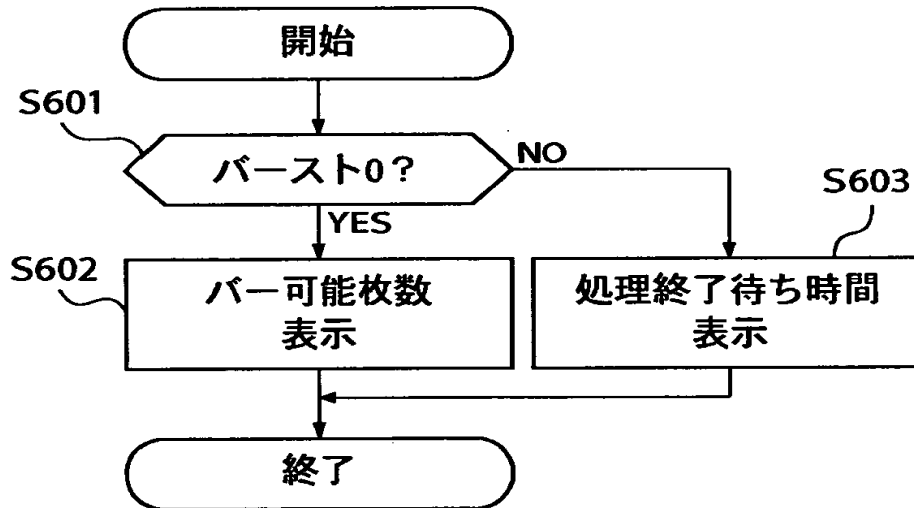 開始
S601
バースト0?
NO
YES
S603
S602
バー可能枚数
表示
処理終了待ち時間
表示
終了